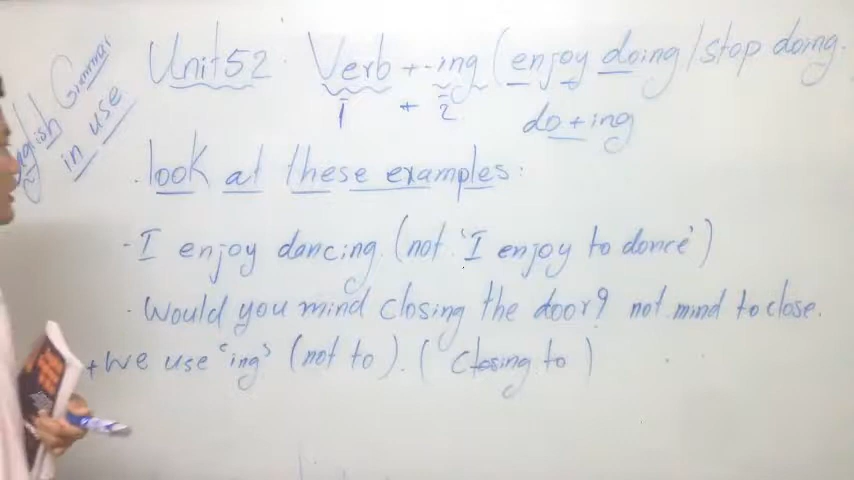 English Grammar
in use
Unit 52. Verb + -ing (enjoy doing / stop doing.
1 + 2
do + ing
. look at these examples:
- I enjoy dancing. (not 'I enjoy to dance')
. Would you mind closing the door? not mind to close.
+ we use 'ing' (not to). ( closing to )